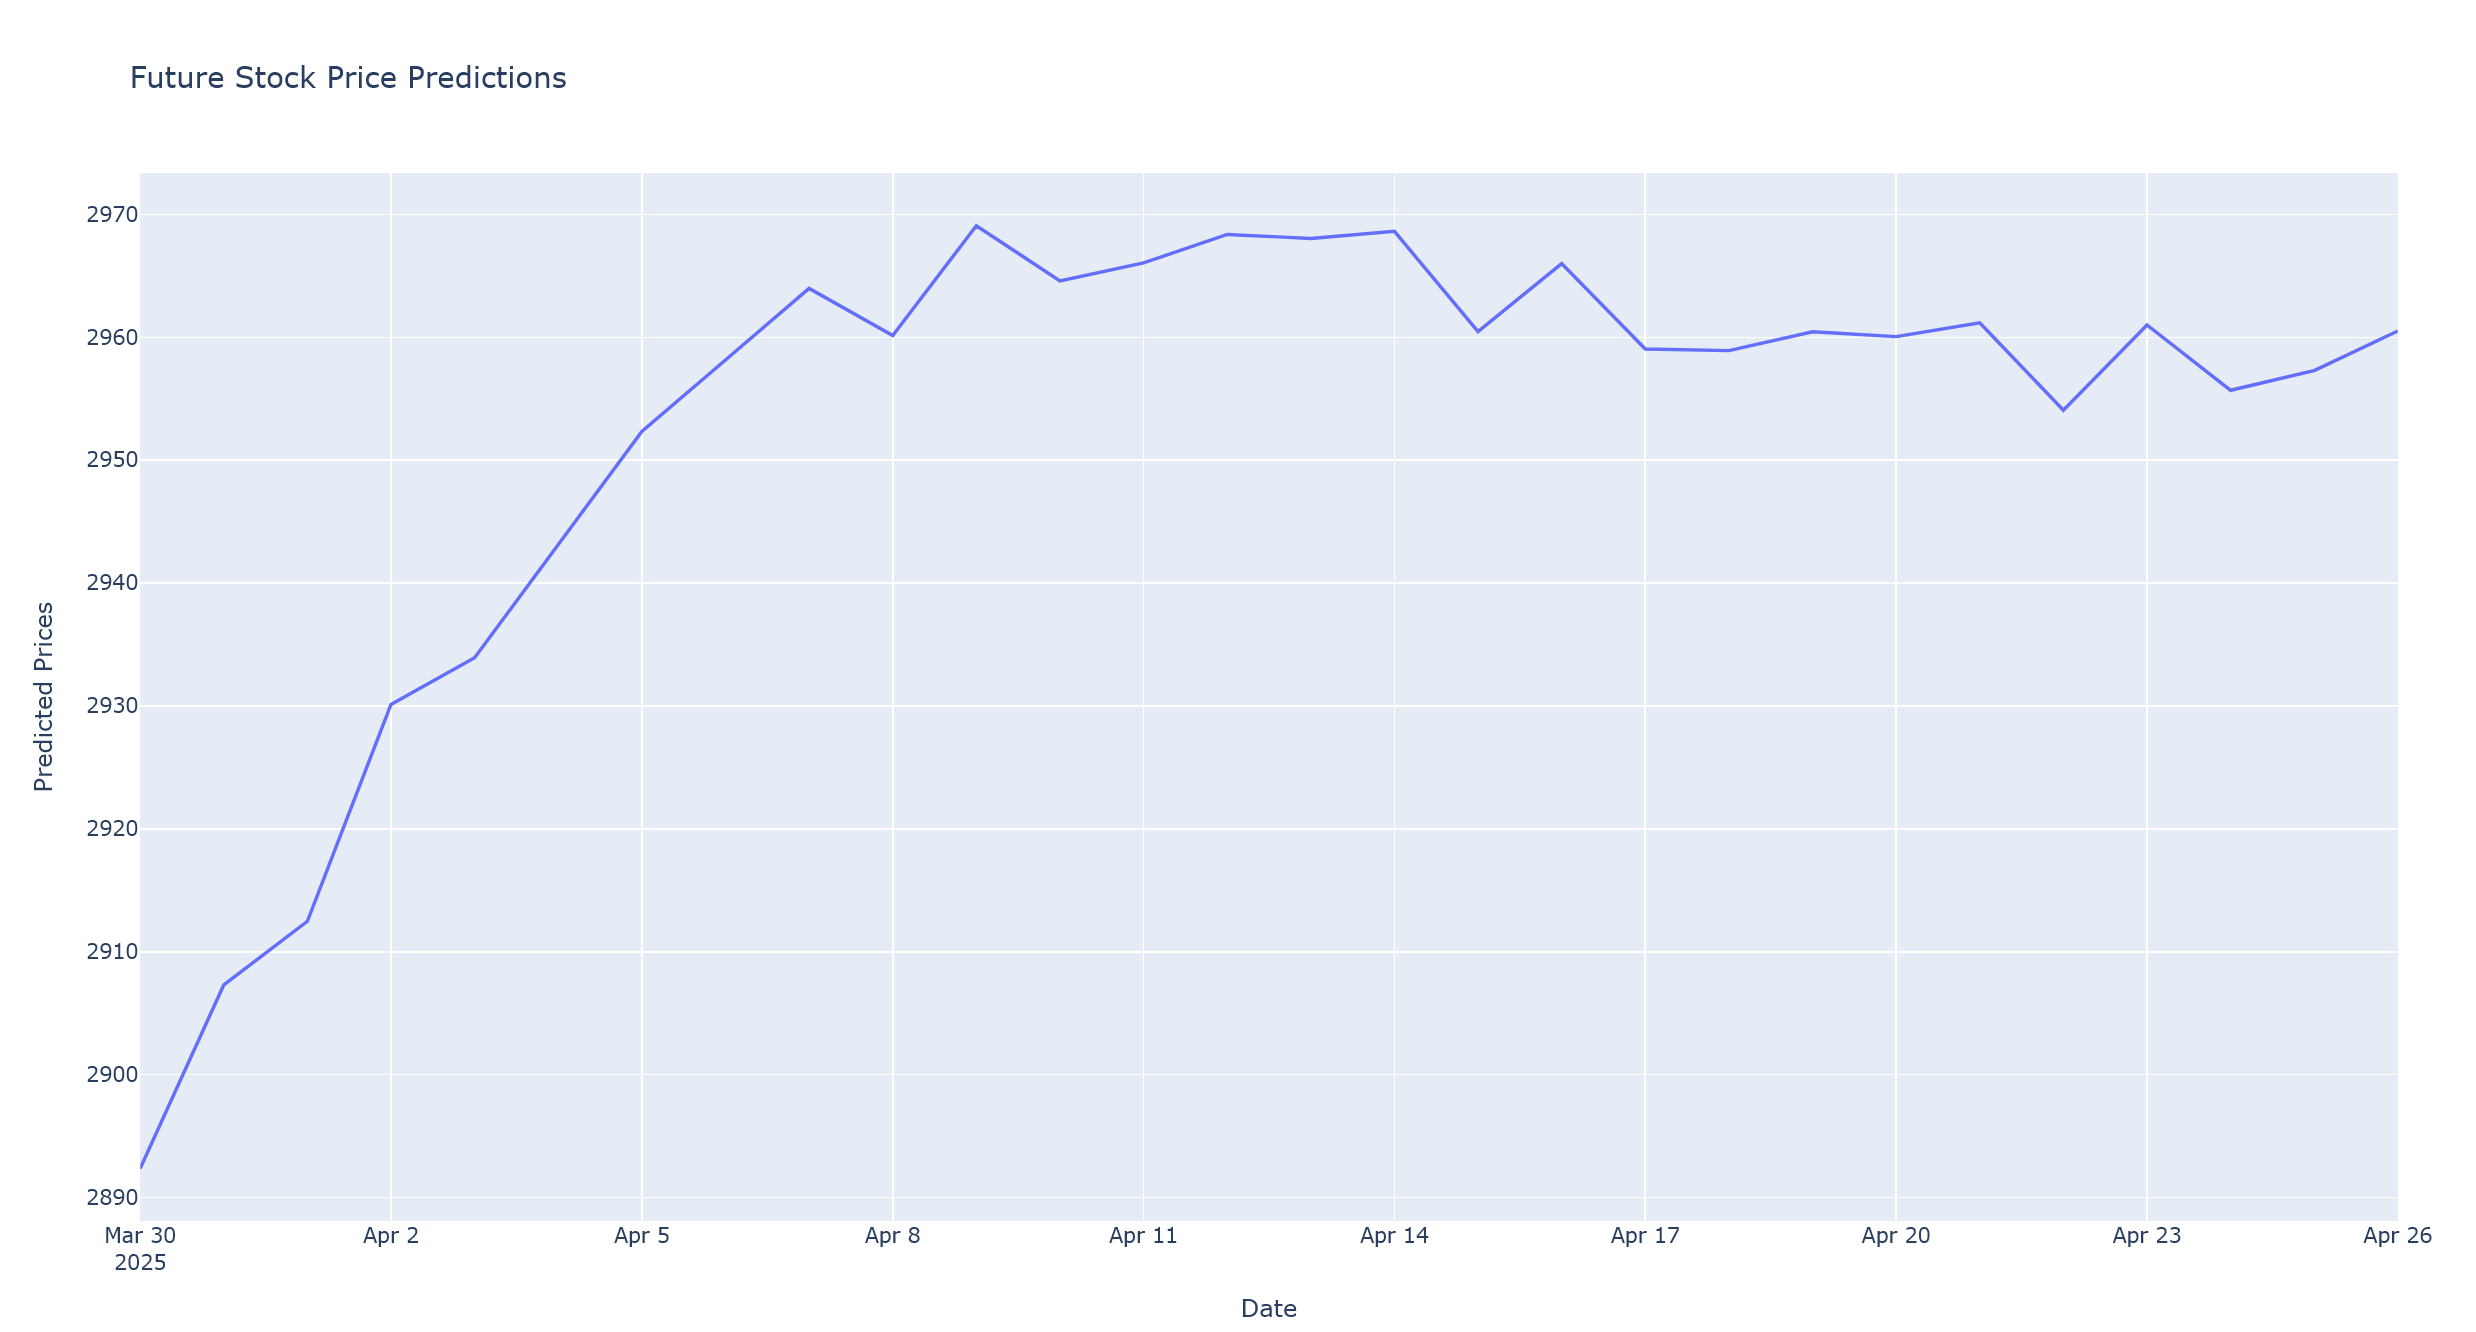 Future Stock Price Predictions
2970
2960
2950
2940
2930
2920
2910
2900
2890
Predicted Prices
Mar 30
2025
Apr 2
Apr 5
Apr 8
Apr 11
Apr 14
Apr 17
Apr 20
Apr 23
Apr 26
Date